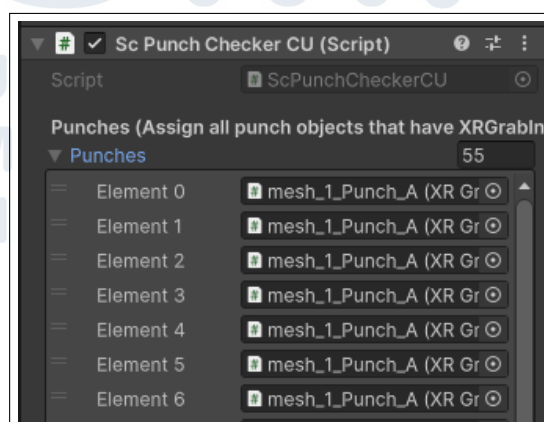 # Sc Punch Checker CU (Script)
Script # ScPunchCheckerCU
Punches (Assign all punch objects that have XRGrabIn
Punches 55
Element 0 # mesh_1_Punch_A (XR Gr
Element 1 # mesh_1_Punch_A (XR Gr
Element 2 # mesh_1_Punch_A (XR Gr
Element 3 # mesh_1_Punch_A (XR Gr
Element 4 # mesh_1_Punch_A (XR Gr
Element 5 # mesh_1_Punch_A (XR Gr
Element 6 # mesh_1_Punch_A (XR Gr